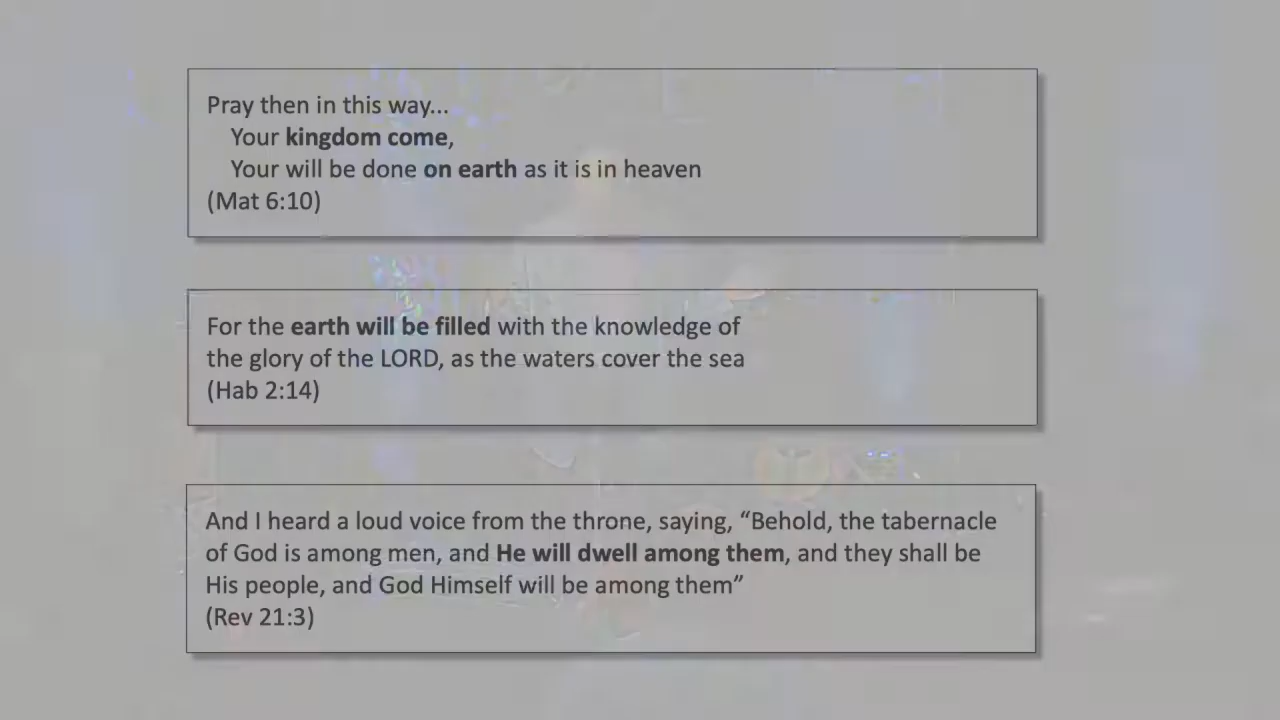 Pray then in this way...
Your kingdom come,
Your will be done on earth as it is in heaven
(Mat 6:10)
For the earth will be filled with the knowledge of
the glory of the LORD, as the waters cover the sea
(Hab 2:14)
And I heard a loud voice from the throne, saying, “Behold, the tabernacle
of God is among men, and He will dwell among them, and they shall be
His people, and God Himself will be among them”
(Rev 21:3)